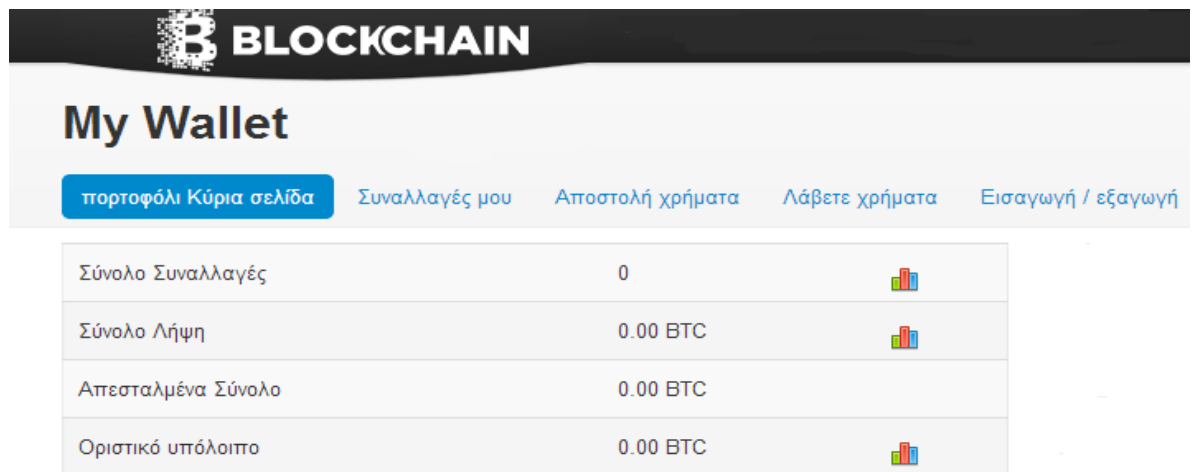 BLOCKCHAIN
My Wallet
πορτοφόλι Κύρια σελίδα Συναλλαγές μου Αποστολή χρήματα Λάβετε χρήματα Εισαγωγή / εξαγωγή
Σύνολο Συναλλαγές 0
Σύνολο Λήψη 0.00 BTC
Απεσταλμένα Σύνολο 0.00 BTC
Οριστικό υπόλοιπο 0.00 BTC